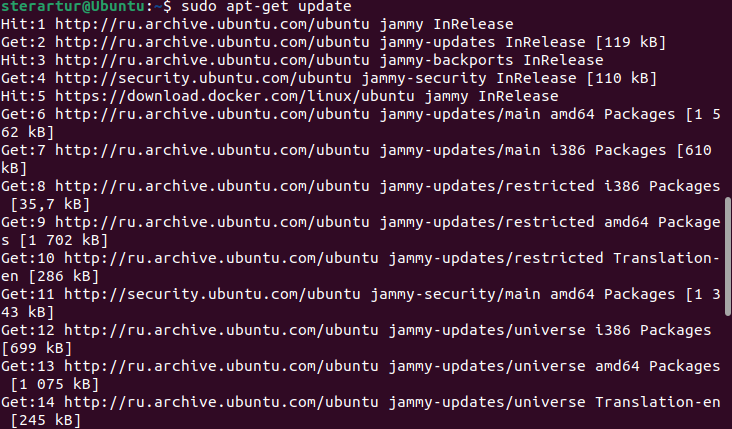 sterartur@Ubuntu:~$ sudo apt-get update
Hit:1 http://ru.archive.ubuntu.com/ubuntu jammy InRelease
Get:2 http://ru.archive.ubuntu.com/ubuntu jammy-updates InRelease [119 kB]
Hit:3 http://ru.archive.ubuntu.com/ubuntu jammy-backports InRelease
Get:4 http://security.ubuntu.com/ubuntu jammy-security InRelease [110 kB]
Hit:5 https://download.docker.com/linux/ubuntu jammy InRelease
Get:6 http://ru.archive.ubuntu.com/ubuntu jammy-updates/main amd64 Packages [1 5
62 kB]
Get:7 http://ru.archive.ubuntu.com/ubuntu jammy-updates/main i386 Packages [610
kB]
Get:8 http://ru.archive.ubuntu.com/ubuntu jammy-updates/restricted i386 Packages
[35,7 kB]
Get:9 http://ru.archive.ubuntu.com/ubuntu jammy-updates/restricted amd64 Package
s [1 702 kB]
Get:10 http://ru.archive.ubuntu.com/ubuntu jammy-updates/restricted Translation-
en [286 kB]
Get:11 http://security.ubuntu.com/ubuntu jammy-security/main amd64 Packages [1 3
43 kB]
Get:12 http://ru.archive.ubuntu.com/ubuntu jammy-updates/universe i386 Packages
[699 kB]
Get:13 http://ru.archive.ubuntu.com/ubuntu jammy-updates/universe amd64 Packages
[1 075 kB]
Get:14 http://ru.archive.ubuntu.com/ubuntu jammy-updates/universe Translation-en
[245 kB]